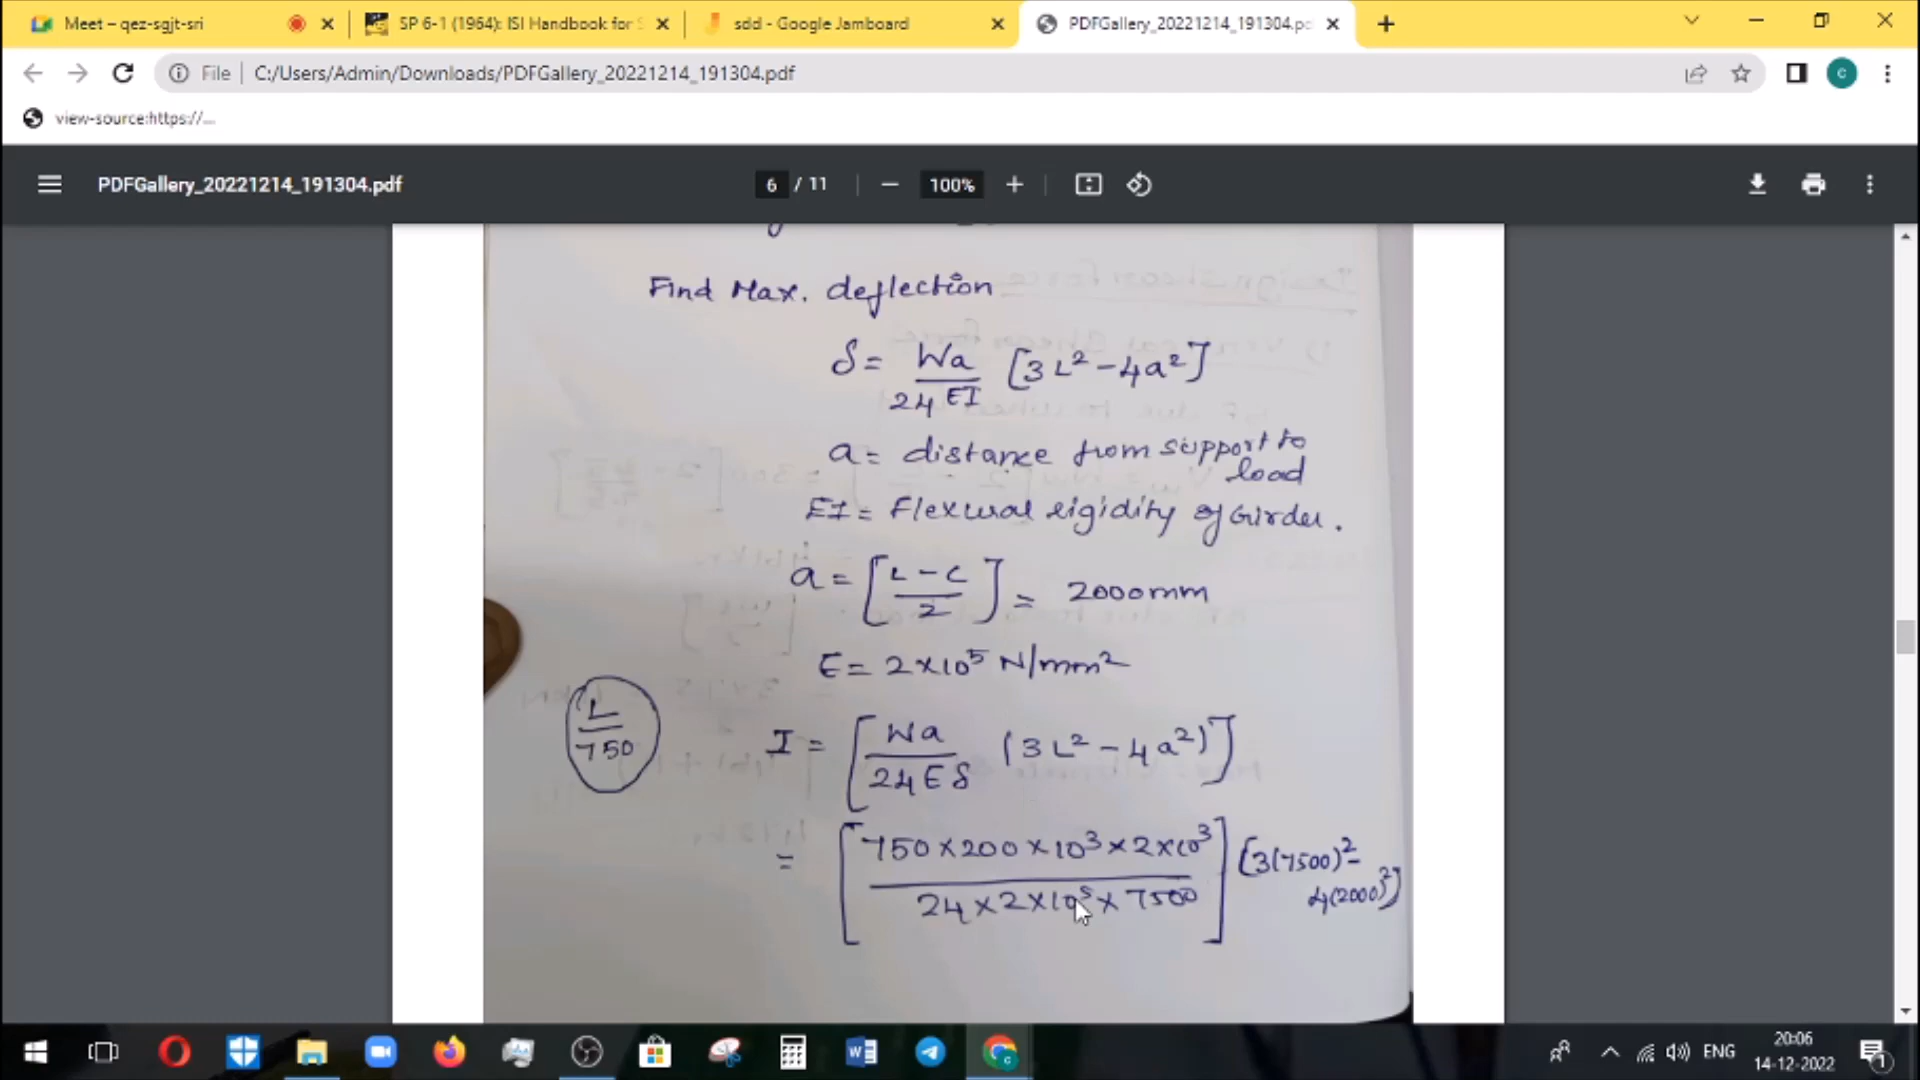 Meet – qez-sgjt-sri
SP 6-1 (1964): ISI Handbook for S
sdd - Google Jamboard
PDFGallery_20221214_191304.pd
File
C:/Users/Admin/Downloads/PDFGallery_20221214_191304.pdf
C
view-source:https://...
PDFGallery_20221214_191304.pdf
6 / 11
100%
Find Max. deflection
δ = Wa/24EI [3L² - 4a²]
a = distance from support to
load
EI = Flexural rigidity of Girder.
a = [L-C/2] = 2000mm
E = 2×10⁵ N/mm²
L/750
I = [Wa/24Eδ (3L² - 4a²)]
= [750×200×10³×2×10³/24×2×10⁵×7500] [3(7500)² -
4(2000)²]
ENG
20:06
14-12-2022
1